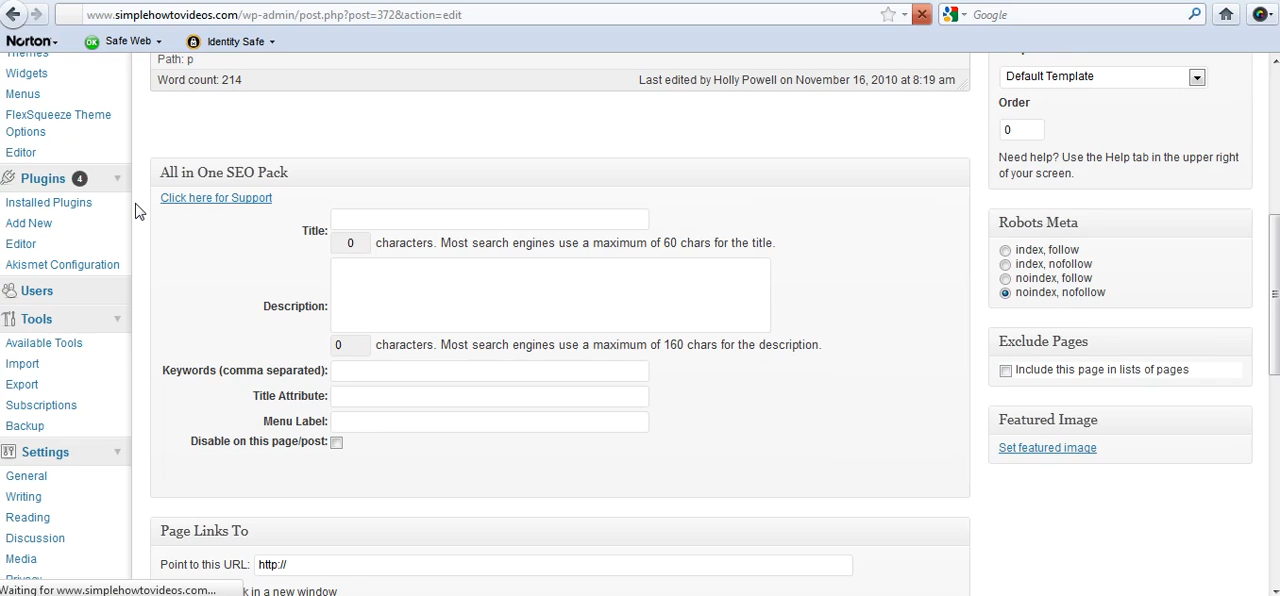 www.simplehowtovideos.com/wp-admin/post.php?post=372&action=edit
Google
Norton
OK Safe Web
Identity Safe
Themes
Widgets
Menus
FlexSqueeze Theme
Options
Editor
Plugins 4
Installed Plugins
Add New
Editor
Akismet Configuration
Users
Tools
Available Tools
Import
Export
Subscriptions
Backup
Settings
General
Writing
Reading
Discussion
Media
Privacy
Waiting for www.simplehowtovideos.com...
Path: p
Word count: 214
Last edited by Holly Powell on November 16, 2010 at 8:19 am
All in One SEO Pack
Click here for Support
Title:
0 characters. Most search engines use a maximum of 60 chars for the title.
Description:
0 characters. Most search engines use a maximum of 160 chars for the description.
Keywords (comma separated):
Title Attribute:
Menu Label:
Disable on this page/post:
Page Links To
Point to this URL: http://
k in a new window
Default Template
Order
0
Need help? Use the Help tab in the upper right
of your screen.
Robots Meta
index, follow
index, nofollow
noindex, follow
noindex, nofollow
Exclude Pages
Include this page in lists of pages
Featured Image
Set featured image